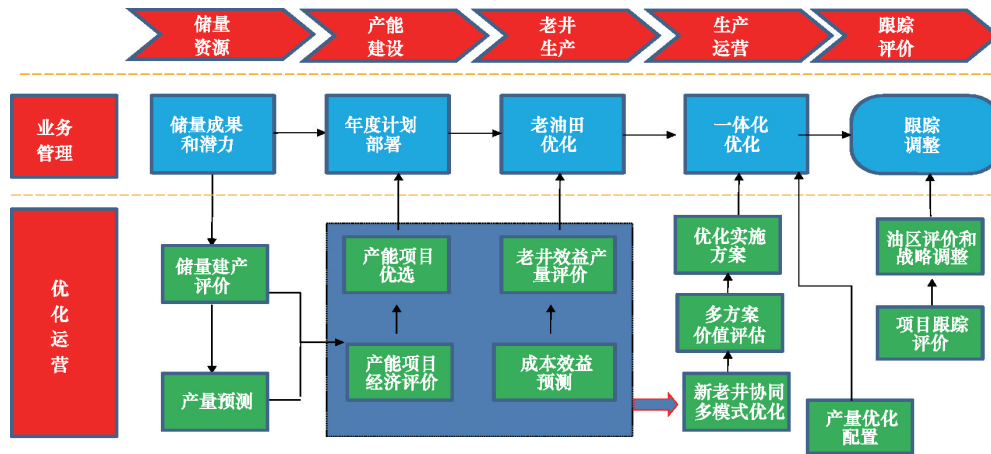 储量
资源
产能
建设
老井
生产
生产
运营
跟踪
评价
业务
管理
储量成果
和潜力
年度计划
部署
老油田
优化
一体化
优化
跟踪
调整
优
化
运
营
储量建产
评价
产量预测
产能项目
优选
产能项目
经济评价
老井效益产
量评价
成本效益
预测
优化实施
方案
多方案
价值评估
新老井协同
多模式优化
产量优化
配置
油区评价和
战略调整
项目跟踪
评价